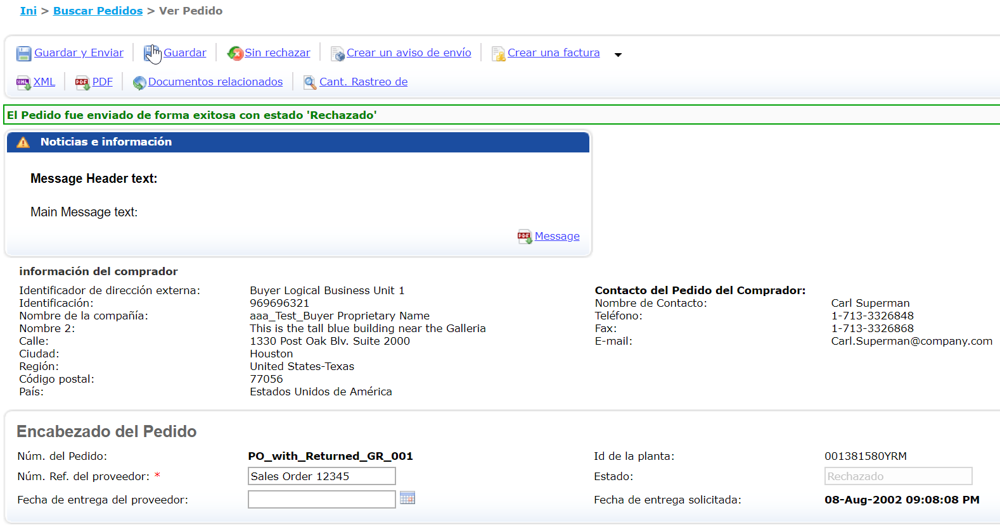 Ini > Buscar Pedidos > Ver Pedido
Guardar y Enviar Guardar Sin rechazar Crear un aviso de envío Crear una factura
XML PDF Documentos relacionados Cant. Rastreo de
El Pedido fue enviado de forma exitosa con estado 'Rechazado'
Noticias e información
Message Header text:
Main Message text:
PDF Message
información del comprador
Identificador de dirección externa: Buyer Logical Business Unit 1 Contacto del Pedido del Comprador:
Identificación: 969696321 Nombre de Contacto: Carl Superman
Nombre de la compañía: aaa_Test_Buyer Proprietary Name Teléfono: 1-713-3326848
Nombre 2: This is the tall blue building near the Galleria Fax: 1-713-3326868
Calle: 1330 Post Oak Blv. Suite 2000 E-mail: Carl.Superman@company.com
Ciudad: Houston
Región: United States-Texas
Código postal: 77056
País: Estados Unidos de América
Encabezado del Pedido
Núm. del Pedido: PO_with_Returned_GR_001 Id de la planta: 001381580YRM
Núm. Ref. del proveedor: * Sales Order 12345 Estado: Rechazado
Fecha de entrega del proveedor: Fecha de entrega solicitada: 08-Aug-2002 09:08:08 PM